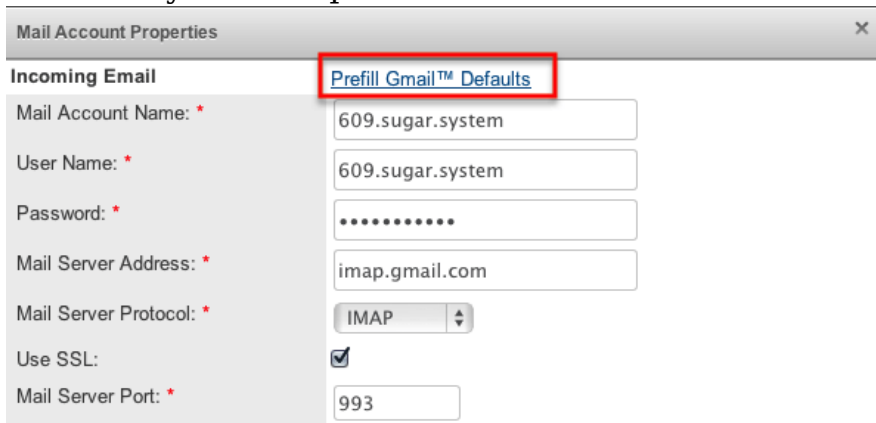 Mail Account Properties ×
Incoming Email Prefill Gmail™ Defaults
Mail Account Name: * 609.sugar.system
User Name: * 609.sugar.system
Password: * •••••••••••
Mail Server Address: * imap.gmail.com
Mail Server Protocol: * IMAP
Use SSL:
Mail Server Port: * 993